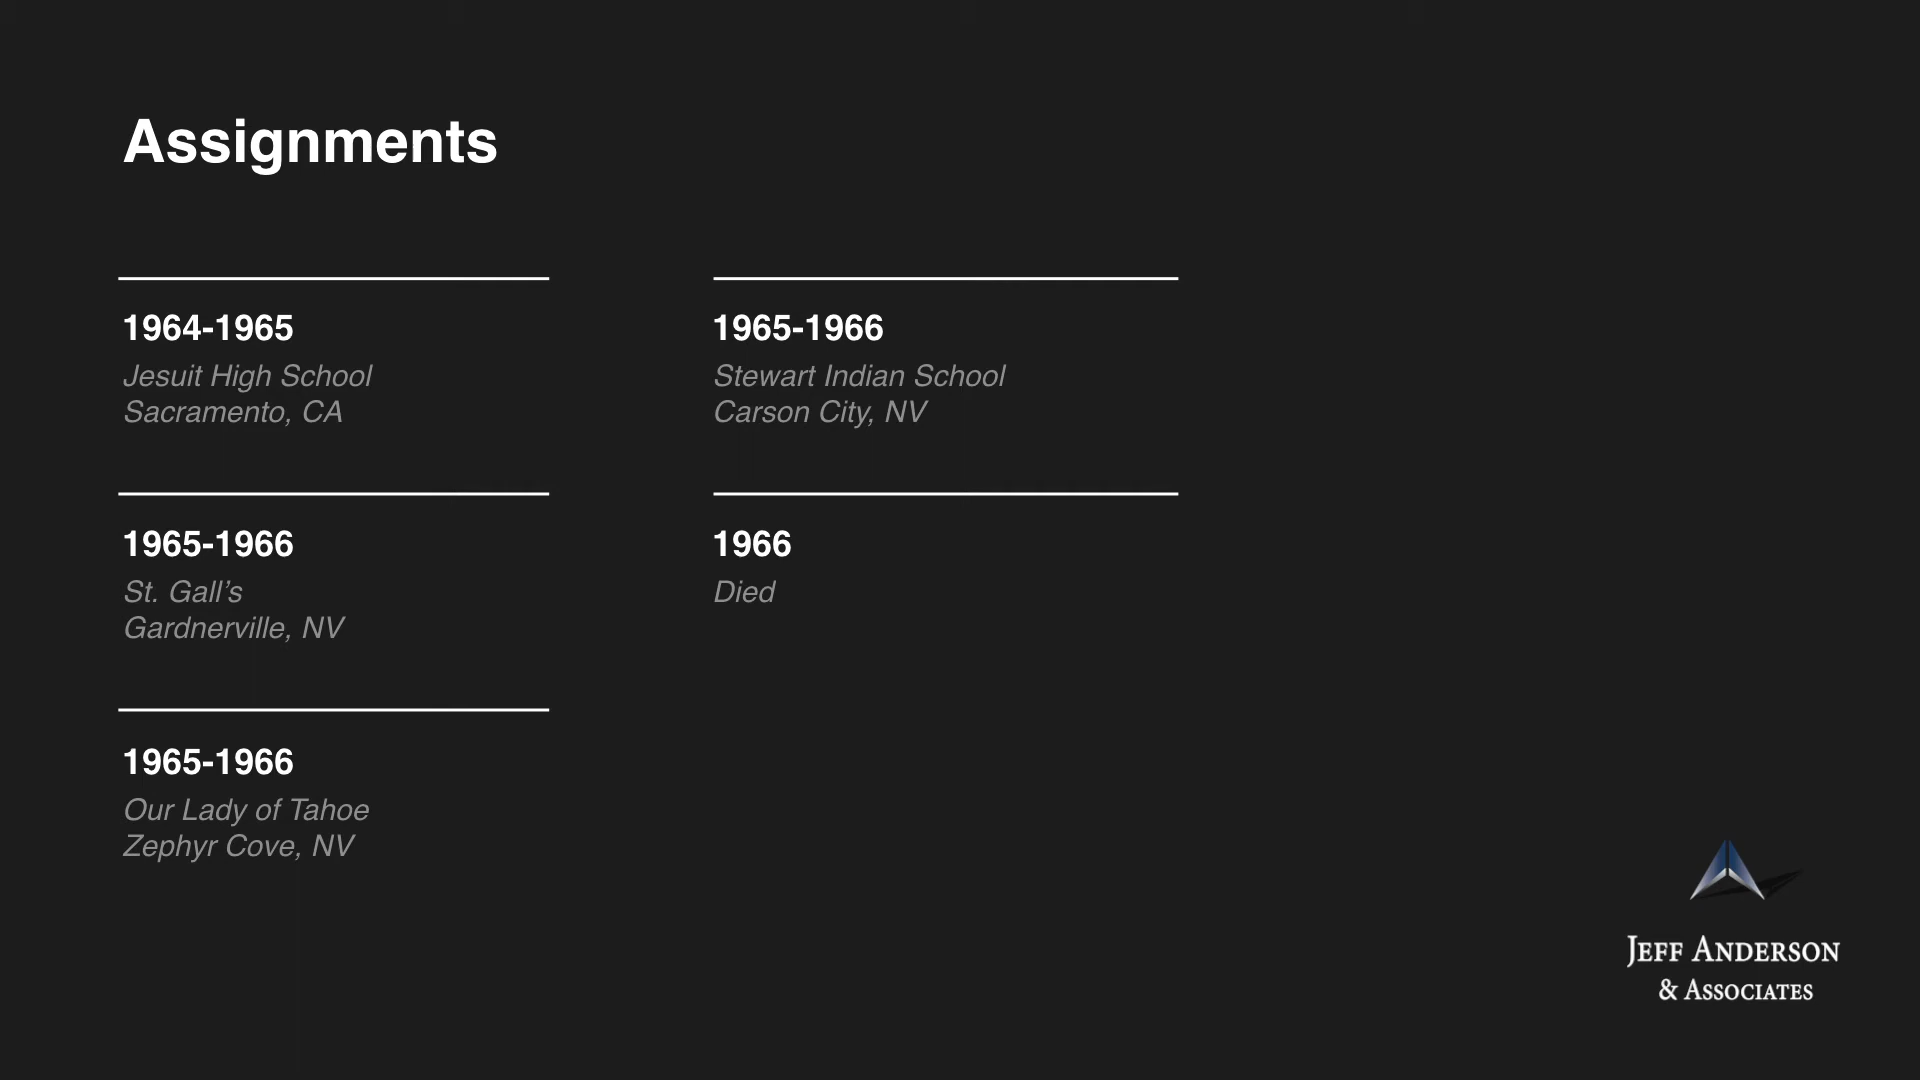 Assignments
1964-1965
Jesuit High School
Sacramento, CA
1965-1966
St. Gall’s
Gardnerville, NV
1965-1966
Our Lady of Tahoe
Zephyr Cove, NV
1965-1966
Stewart Indian School
Carson City, NV
1966
Died
JEFF ANDERSON
& ASSOCIATES